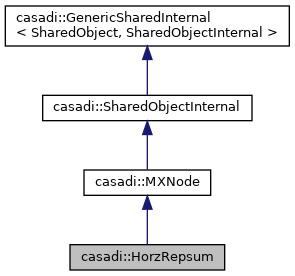 casadi::GenericSharedInternal
< SharedObject, SharedObjectInternal >
casadi::SharedObjectInternal
casadi::MXNode
casadi::HorzRepsum